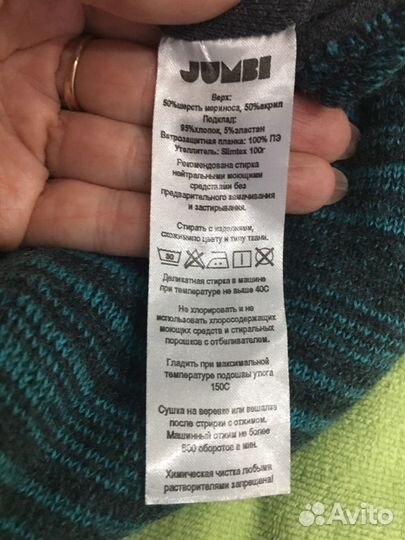 JUMBI
Верх:
50%шерсть мериноса, 50%акрил
Подклад:
95%хлопок, 5%эластан
Ветрозащитная планка: 100% ПЭ
Утеплитель: Slimtex 100г
Рекомендована стирка
нейтральными моющими
средствами без
предварительного замачивания
и застирывания.
Стирать с изделиями,
схожимипо цвету и типу ткани.
30
Деликатная стирка в машине
при температуре не выше 40С
Не хлорировать и не
использовать хлоросодержащих
моющих средств и стиральных
порошков с отбеливателем.
Гладить при максимальной
температуре подошвы утюга
150С
Сушка на веревке или вешалке
после стирки с отжимом.
Машинный отжим не более
800 оборотов в мин.
Химическая чистка любыми
растворителями запрещена!
Avito